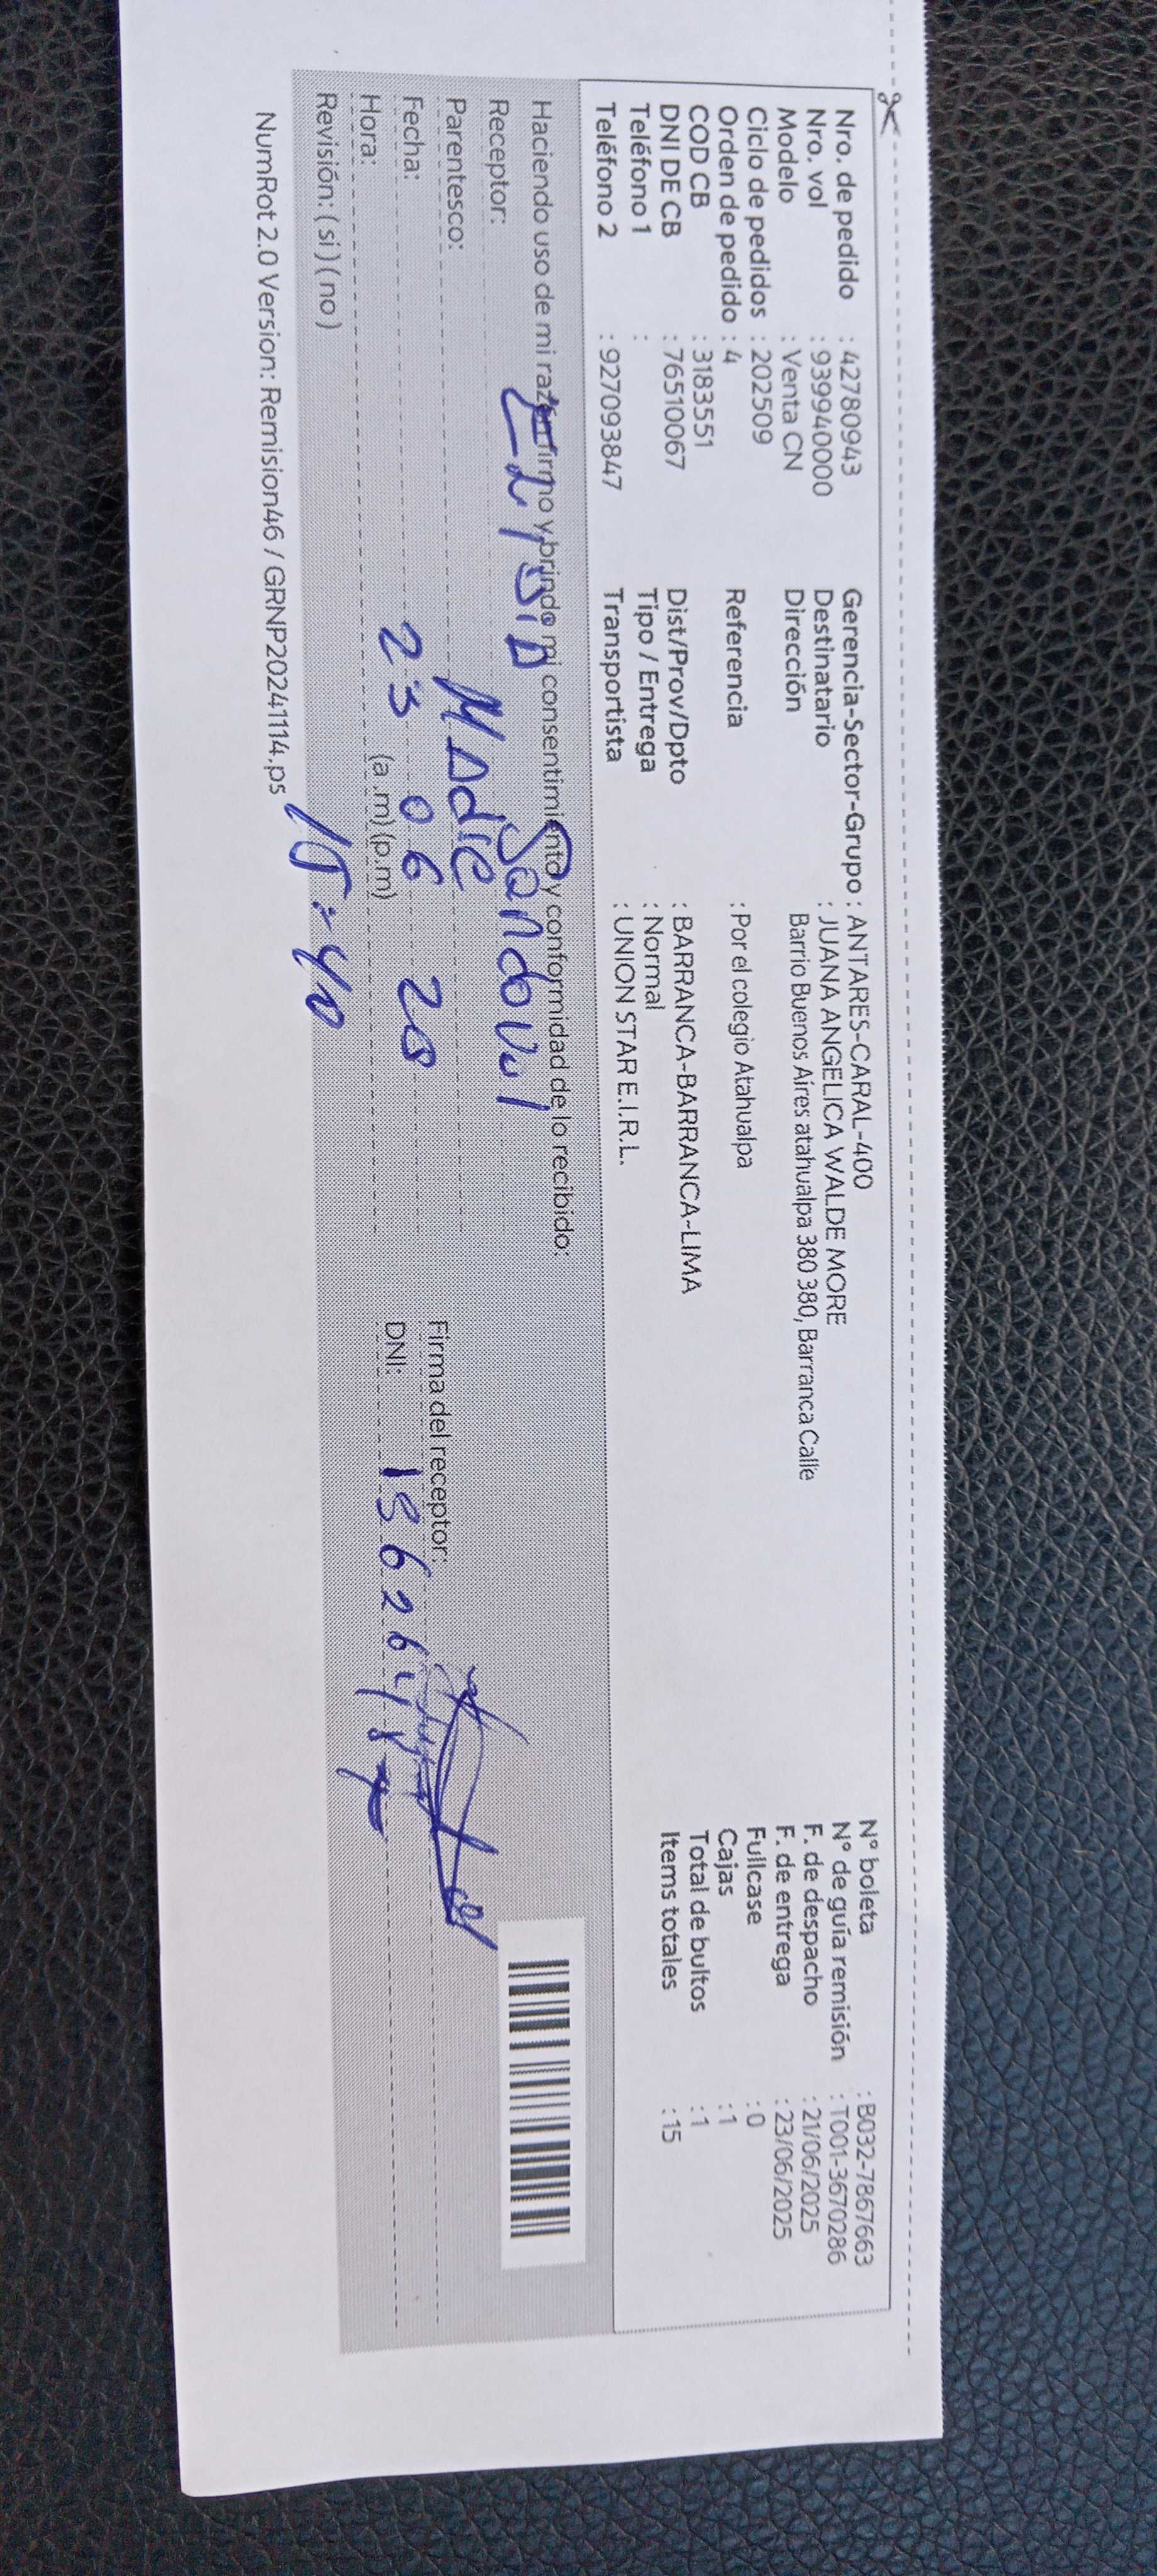 Nro. de pedido : 42780943
Nro. vol : 939940000
Modelo : Venta CN
Ciclo de pedidos : 202509
Orden de pedido : 4
COD CB : 3183551
DNI DE CB : 76510067
Teléfono 1 :
Teléfono 2 : 927093847
Gerencia-Sector-Grupo : ANTARES-CARAL-400
Destinatario : JUANA ANGELICA WALDE MORE
Dirección Barrio Buenos Aires atahualpa 380 380, Barranca Calle
Referencia : Por el colegio Atahualpa
Dist/Prov/Dpto : BARRANCA-BARRANCA-LIMA
Tipo / Entrega : Normal
Transportista : UNION STAR E.I.R.L.
N° boleta : B032-7867663
N° de guía remisión : T001-3670286
F. de despacho : 21/06/2025
F. de entrega : 23/06/2025
Fullcase : 0
Cajas : 1
Total de bultos : 1
Items totales : 15
Haciendo uso de mi razón firmo y brindo mi consentimiento y conformidad de lo recibido:
Receptor: Sandoval
Parentesco: Madre
Fecha: 23 06 25
Hora: (a .m) (p.m)
Revisión: ( si ) ( no )
Firma del receptor:
DNI:
NumRot 2.0 Version: Remision46 / GRNP20241114.ps